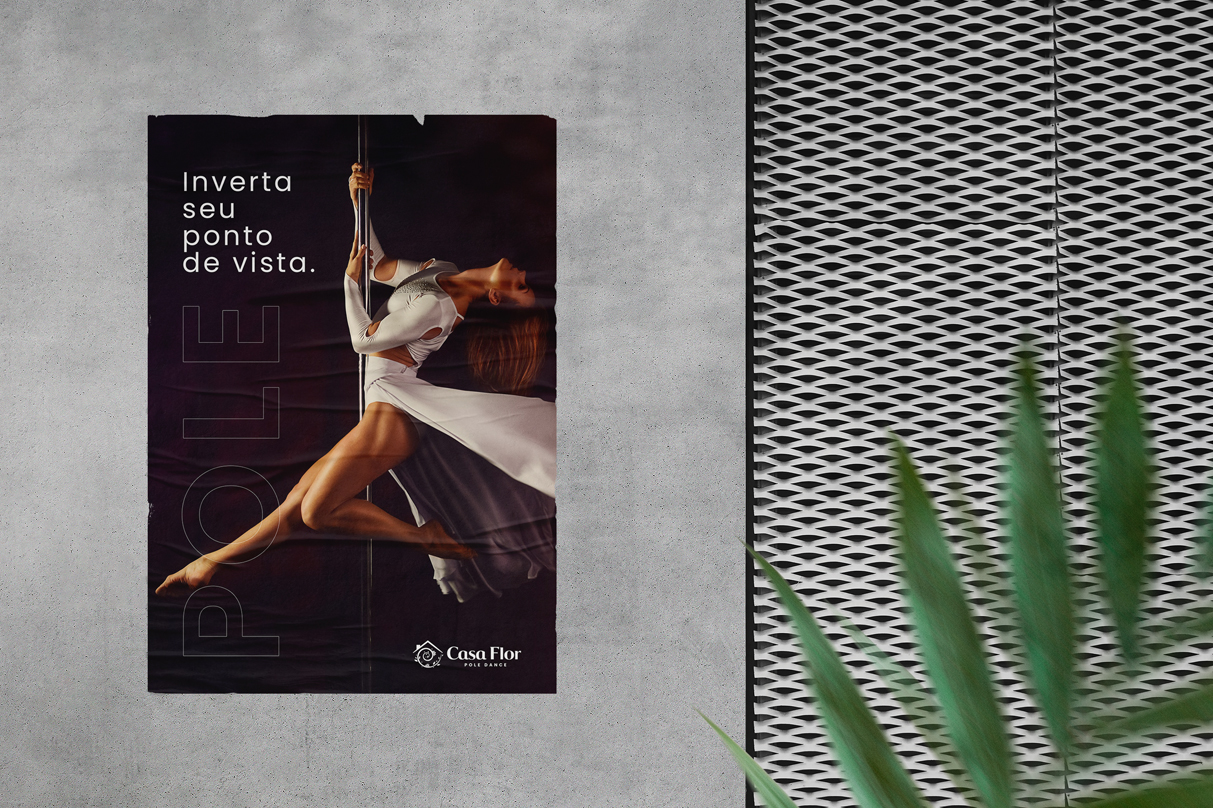 Inverta
seu
ponto
de vista.
POLE
Casa Flor
POLE DANCE